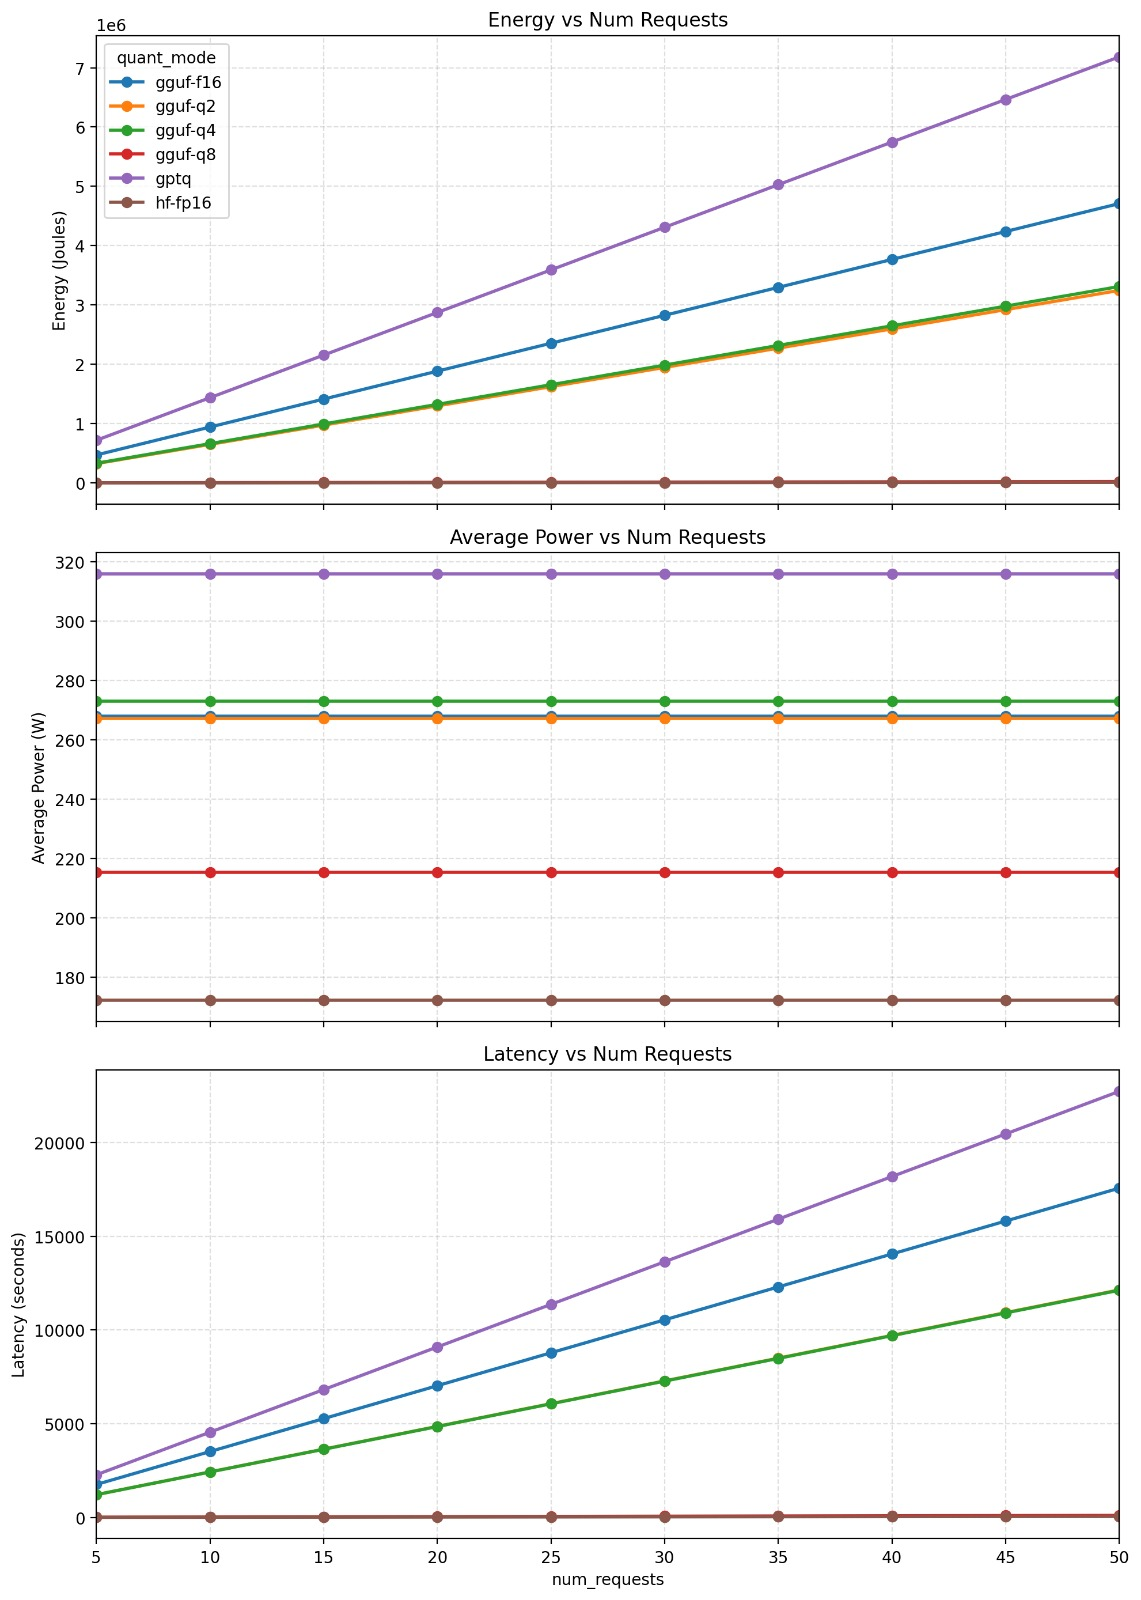 Energy vs Num Requests
1e6
quant_mode
gguf-f16
gguf-q2
gguf-q4
gguf-q8
gptq
hf-fp16
7
6
5
4
3
2
1
0
Energy (Joules)
Average Power vs Num Requests
320
300
280
260
240
220
200
180
Average Power (W)
Latency vs Num Requests
20000
15000
10000
5000
0
Latency (seconds)
5 10 15 20 25 30 35 40 45 50
num_requests